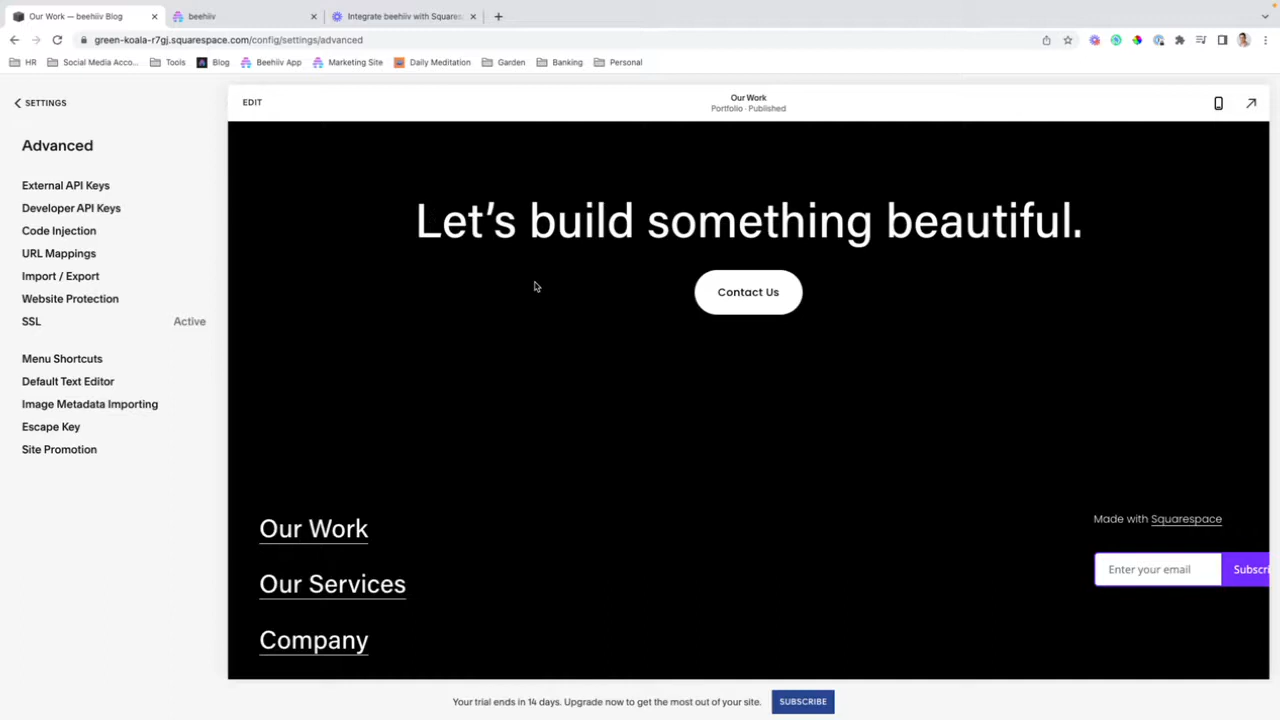 Our Work — beehiiv Blog
beehiiv
Integrate beehiiv with Squares
green-koala-r7gj.squarespace.com/config/settings/advanced
HR
Social Media Acco...
Tools
Blog
Beehiiv App
Marketing Site
Daily Meditation
Garden
Banking
Personal
SETTINGS
EDIT
Our Work
Portfolio · Published
Advanced
External API Keys
Developer API Keys
Code Injection
URL Mappings
Import / Export
Website Protection
SSL Active
Menu Shortcuts
Default Text Editor
Image Metadata Importing
Escape Key
Site Promotion
Let’s build something beautiful.
Contact Us
Our Work
Our Services
Company
Made with Squarespace
Enter your email
Subscri
Your trial ends in 14 days. Upgrade now to get the most out of your site.
SUBSCRIBE